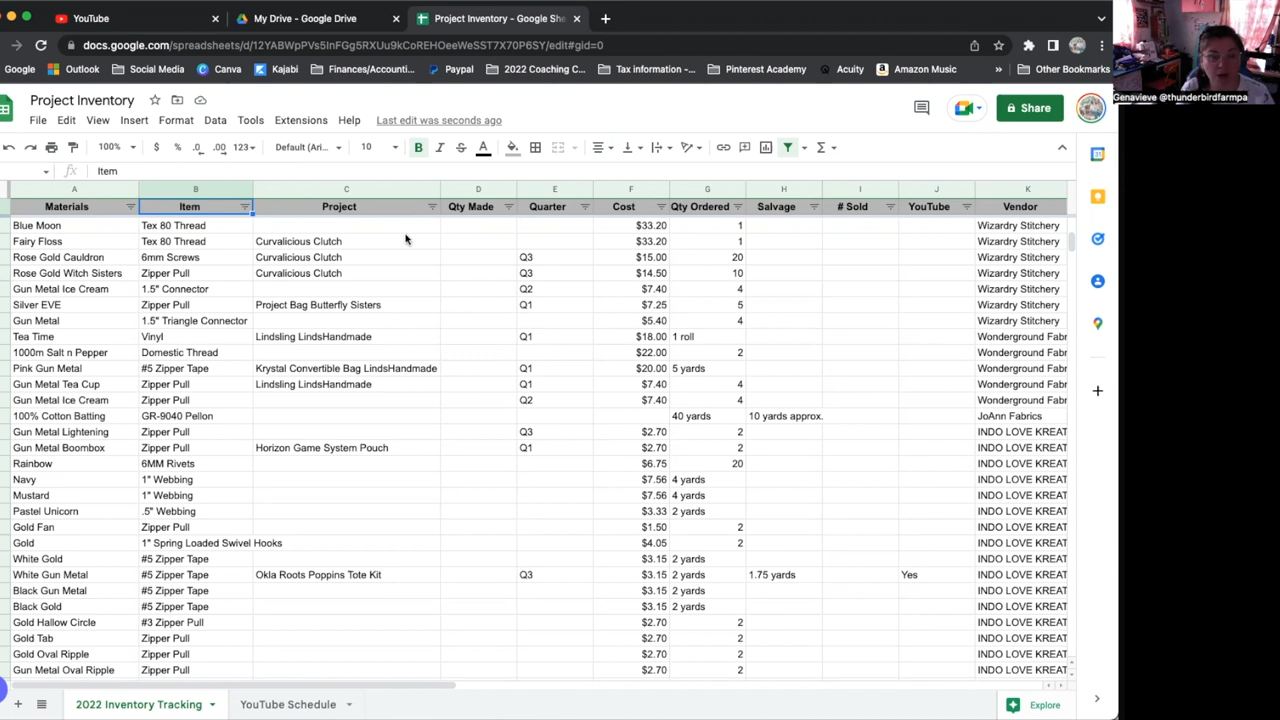 YouTube × My Drive - Google Drive × Project Inventory - Google She × +
docs.google.com/spreadsheets/d/12YABWpPVs5InFGg5RXUu9kCoREHOeeWeSST7X70P6SY/edit#gid=0
Google Outlook Social Media Canva Kajabi Finances/Accounti... Paypal 2022 Coaching C... Tax information -... Pinterest Academy Acuity Amazon Music » Other Bookmarks
Genavieve @thunderbirdfarmpa
Project Inventory
Share
File Edit View Insert Format Data Tools Extensions Help Last edit was seconds ago
100% $ % .0 .00 123 Default (Ari... 10 B I S A
fx Item
A B C D E F G H I J K
Materials Item Project Qty Made Quarter Cost Qty Ordered Salvage # Sold YouTube Vendor
Blue Moon Tex 80 Thread $33.20 1 Wizardry Stitchery
Fairy Floss Tex 80 Thread Curvalicious Clutch $33.20 1 Wizardry Stitchery
Rose Gold Cauldron 6mm Screws Curvalicious Clutch Q3 $15.00 20 Wizardry Stitchery
Rose Gold Witch Sisters Zipper Pull Curvalicious Clutch Q3 $14.50 10 Wizardry Stitchery
Gun Metal Ice Cream 1.5" Connector Q2 $7.40 4 Wizardry Stitchery
Silver EVE Zipper Pull Project Bag Butterfly Sisters Q1 $7.25 5 Wizardry Stitchery
Gun Metal 1.5" Triangle Connector $5.40 4 Wizardry Stitchery
Tea Time Vinyl Lindsling LindsHandmade Q1 $18.00 1 roll Wonderground Fabr
1000m Salt n Pepper Domestic Thread $22.00 2 Wonderground Fabr
Pink Gun Metal #5 Zipper Tape Krystal Convertible Bag LindsHandmade Q1 $20.00 5 yards Wonderground Fabr
Gun Metal Tea Cup Zipper Pull Lindsling LindsHandmade Q1 $7.40 4 Wonderground Fabr
Gun Metal Ice Cream Zipper Pull Q2 $7.40 4 Wonderground Fabr
100% Cotton Batting GR-9040 Pellon 40 yards 10 yards approx. JoAnn Fabrics
Gun Metal Lightening Zipper Pull Q3 $2.70 2 INDO LOVE KREAT
Gun Metal Boombox Zipper Pull Horizon Game System Pouch Q1 $2.70 2 INDO LOVE KREAT
Rainbow 6MM Rivets $6.75 20 INDO LOVE KREAT
Navy 1" Webbing $7.56 4 yards INDO LOVE KREAT
Mustard 1" Webbing $7.56 4 yards INDO LOVE KREAT
Pastel Unicorn .5" Webbing $3.33 2 yards INDO LOVE KREAT
Gold Fan Zipper Pull $1.50 2 INDO LOVE KREAT
Gold 1" Spring Loaded Swivel Hooks $4.05 2 INDO LOVE KREAT
White Gold #5 Zipper Tape $3.15 2 yards INDO LOVE KREAT
White Gun Metal #5 Zipper Tape Okla Roots Poppins Tote Kit Q3 $3.15 2 yards 1.75 yards Yes INDO LOVE KREAT
Black Gun Metal #5 Zipper Tape $3.15 2 yards INDO LOVE KREAT
Black Gold #5 Zipper Tape $3.15 2 yards INDO LOVE KREAT
Gold Hallow Circle #3 Zipper Pull $2.70 2 INDO LOVE KREAT
Gold Tab Zipper Pull $2.70 2 INDO LOVE KREAT
Gold Oval Ripple Zipper Pull $2.70 2 INDO LOVE KREAT
Gun Metal Oval Ripple Zipper Pull $2.70 2 INDO LOVE KREAT
2022 Inventory Tracking YouTube Schedule Explore